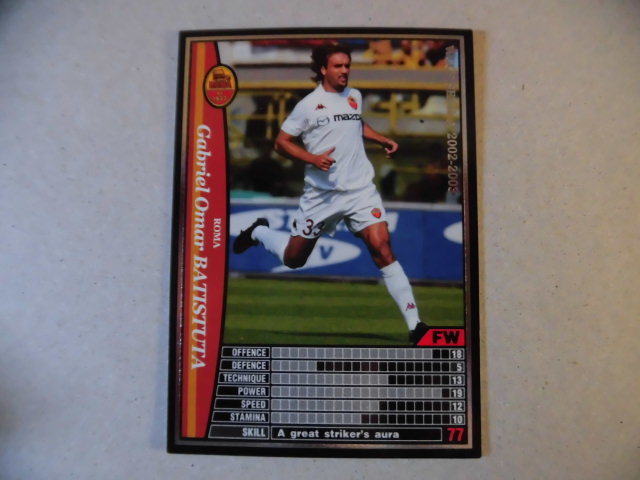 ROMA
Gabriel Omar BATISTUTA
2002-2003
mazda
33
FW
OFFENCE 18
DEFENCE 5
TECHNIQUE 13
POWER 19
SPEED 12
STAMINA 10
SKILL A great striker's aura 77